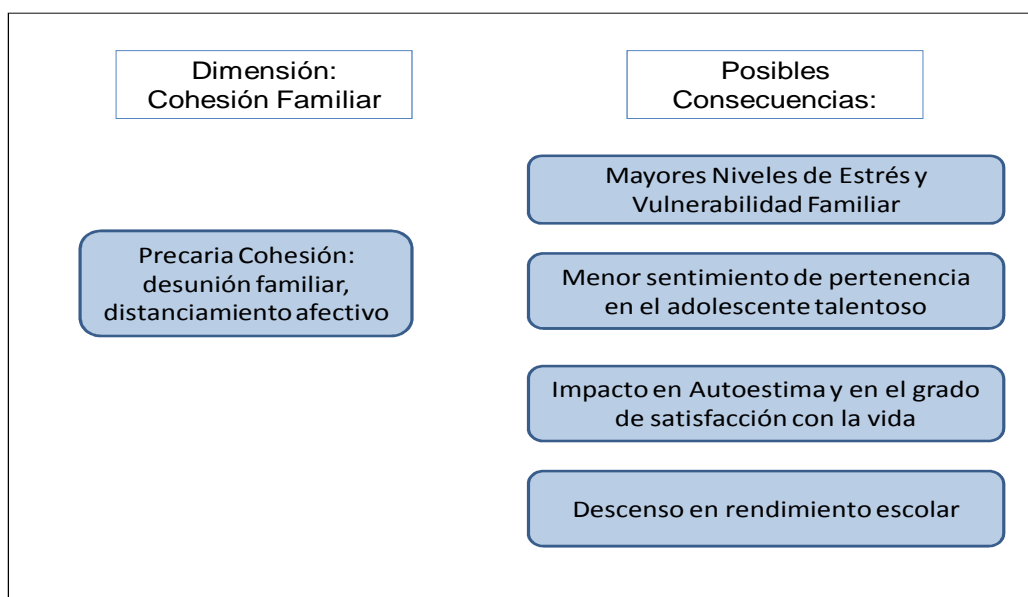 Dimensión:
Cohesión Familiar
Precaria Cohesión:
desunión familiar,
distanciamiento afectivo
Posibles
Consecuencias:
Mayores Niveles de Estrés y
Vulnerabilidad Familiar
Menor sentimiento de pertenencia
en el adolescente talentoso
Impacto en Autoestima y en el grado
de satisfacción con la vida
Descenso en rendimiento escolar